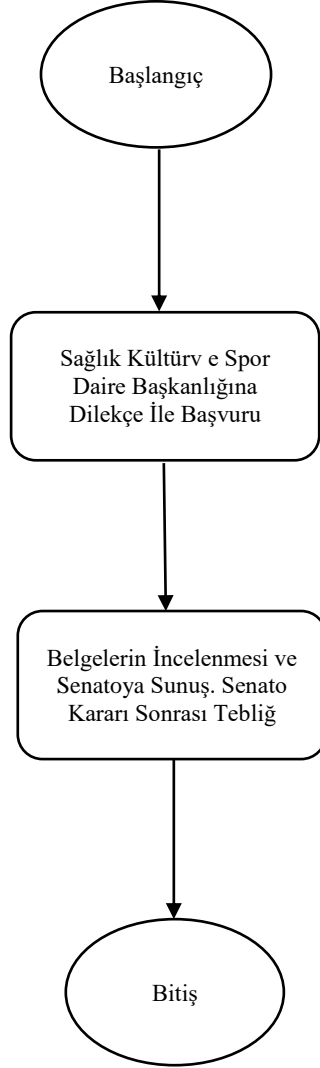 Başlangıç
Sağlık Kültürv e Spor
Daire Başkanlığına
Dilekçe İle Başvuru
Belgelerin İncelenmesi ve
Senatoya Sunuş. Senato
Kararı Sonrası Tebliğ
Bitiş